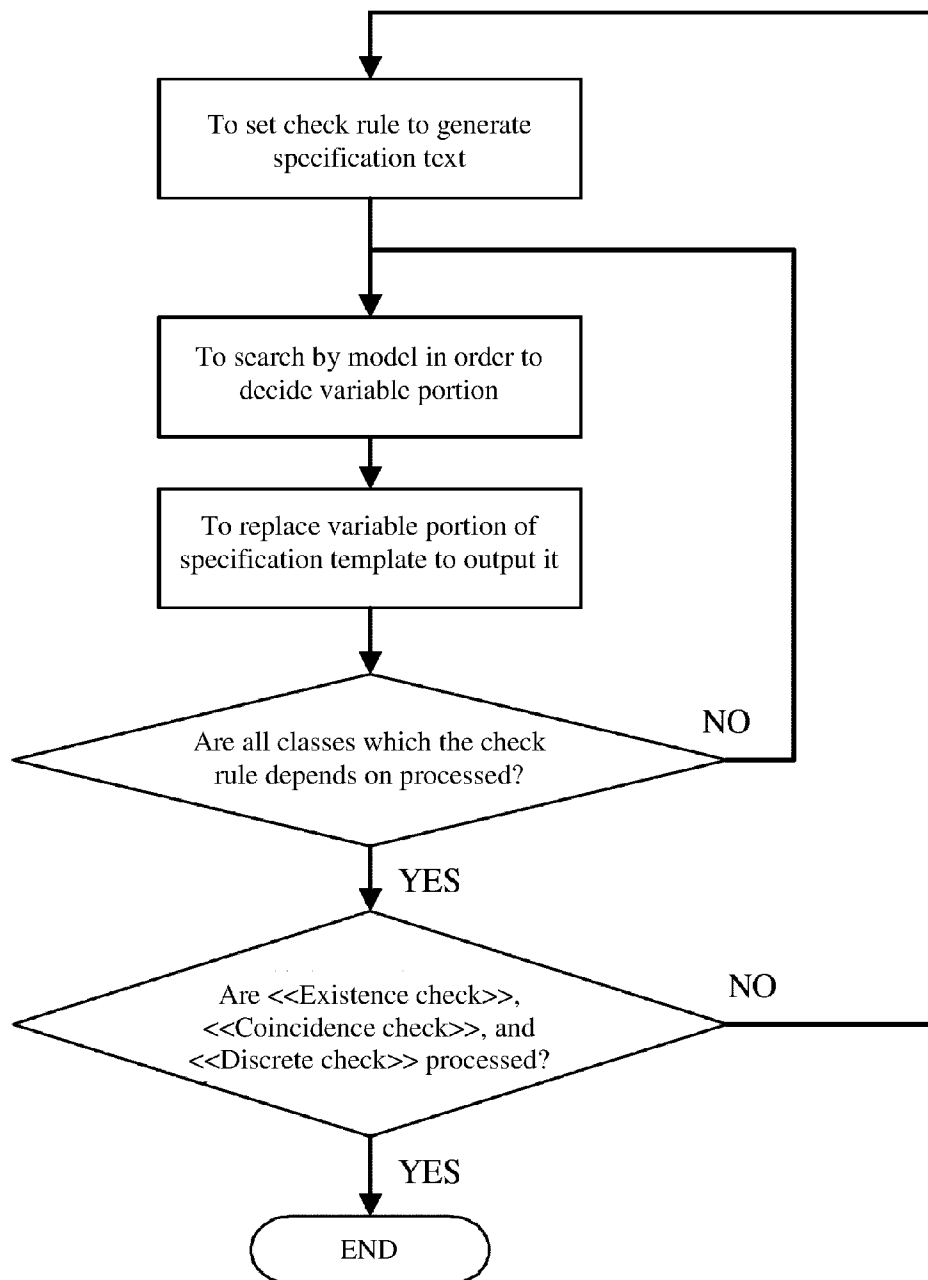 To set check rule to generate
specification text
To search by model in order to
decide variable portion
To replace variable portion of
specification template to output it
Are all classes which the check
rule depends on processed?
NO
YES
Are <<Existence check>>,
<<Coincidence check>>, and
<<Discrete check>> processed?
NO
YES
END